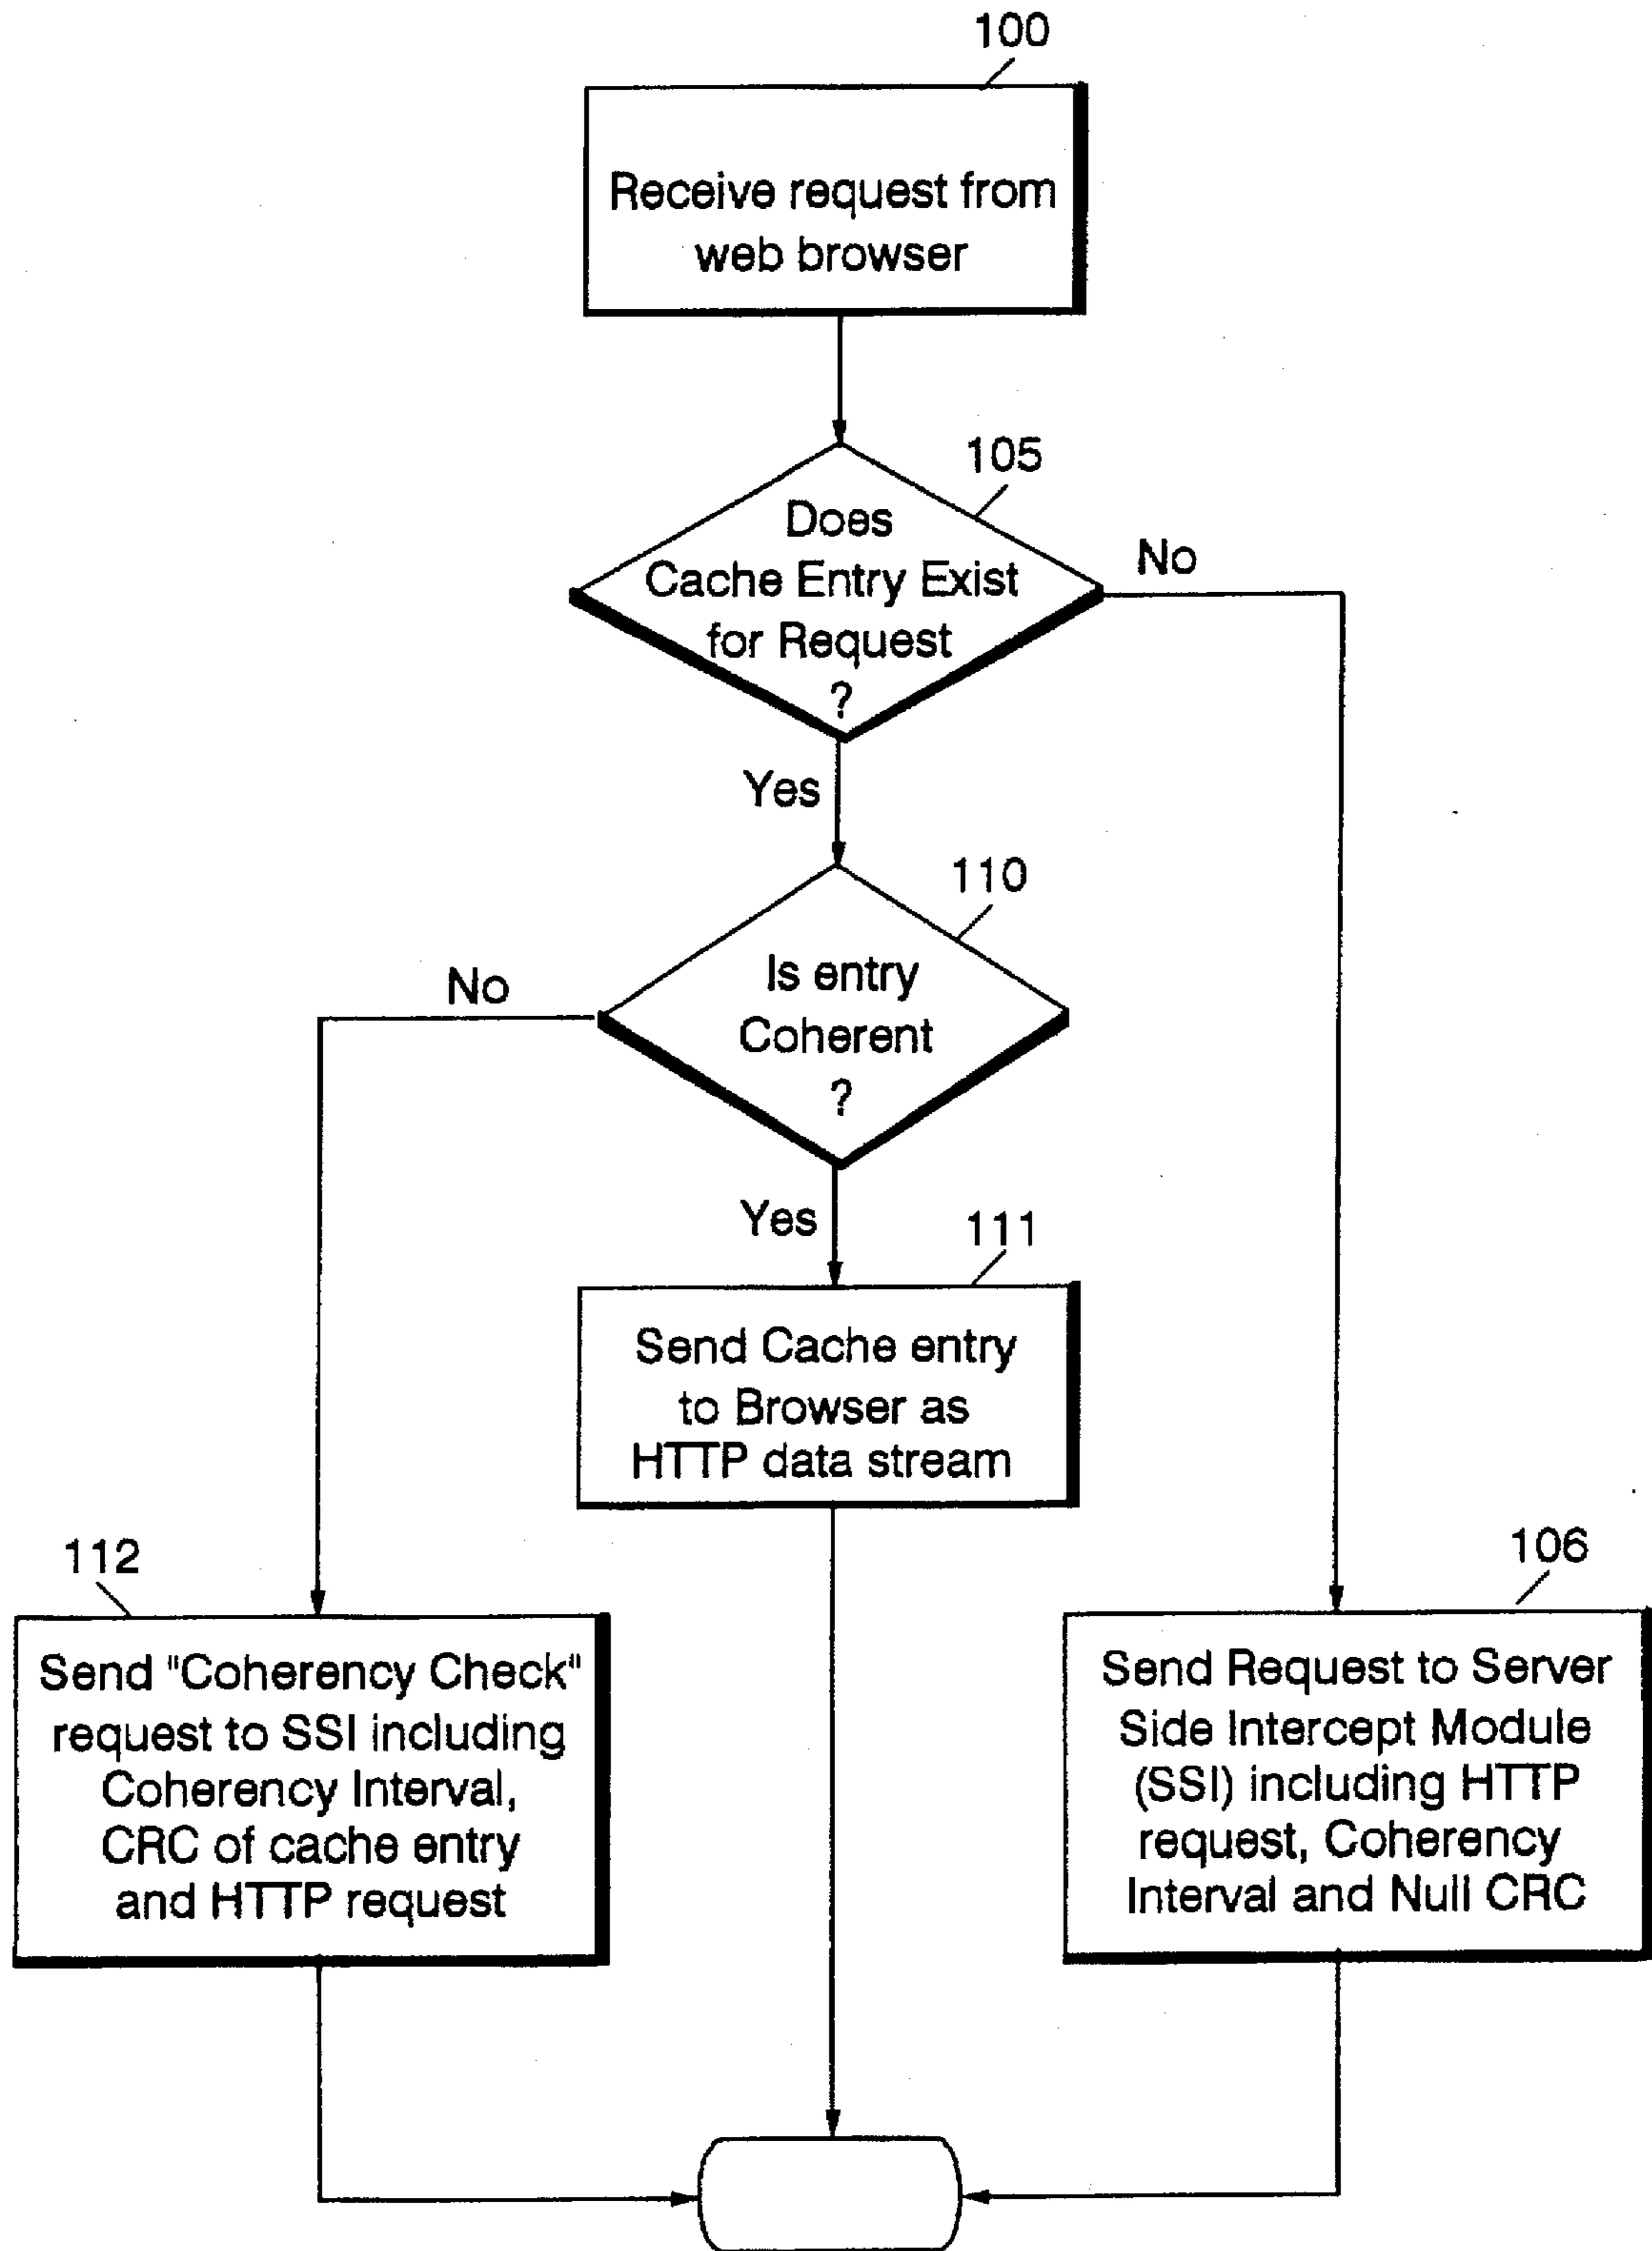 100
Receive request from
web browser
105
Does
Cache Entry Exist
for Request
?
No
Yes
110
Is entry
Coherent
?
No
Yes
111
Send Cache entry
to Browser as
HTTP data stream
112
Send "Coherency Check"
request to SSI including
Coherency Interval,
CRC of cache entry
and HTTP request
106
Send Request to Server
Side Intercept Module
(SSI) including HTTP
request, Coherency
Interval and Null CRC